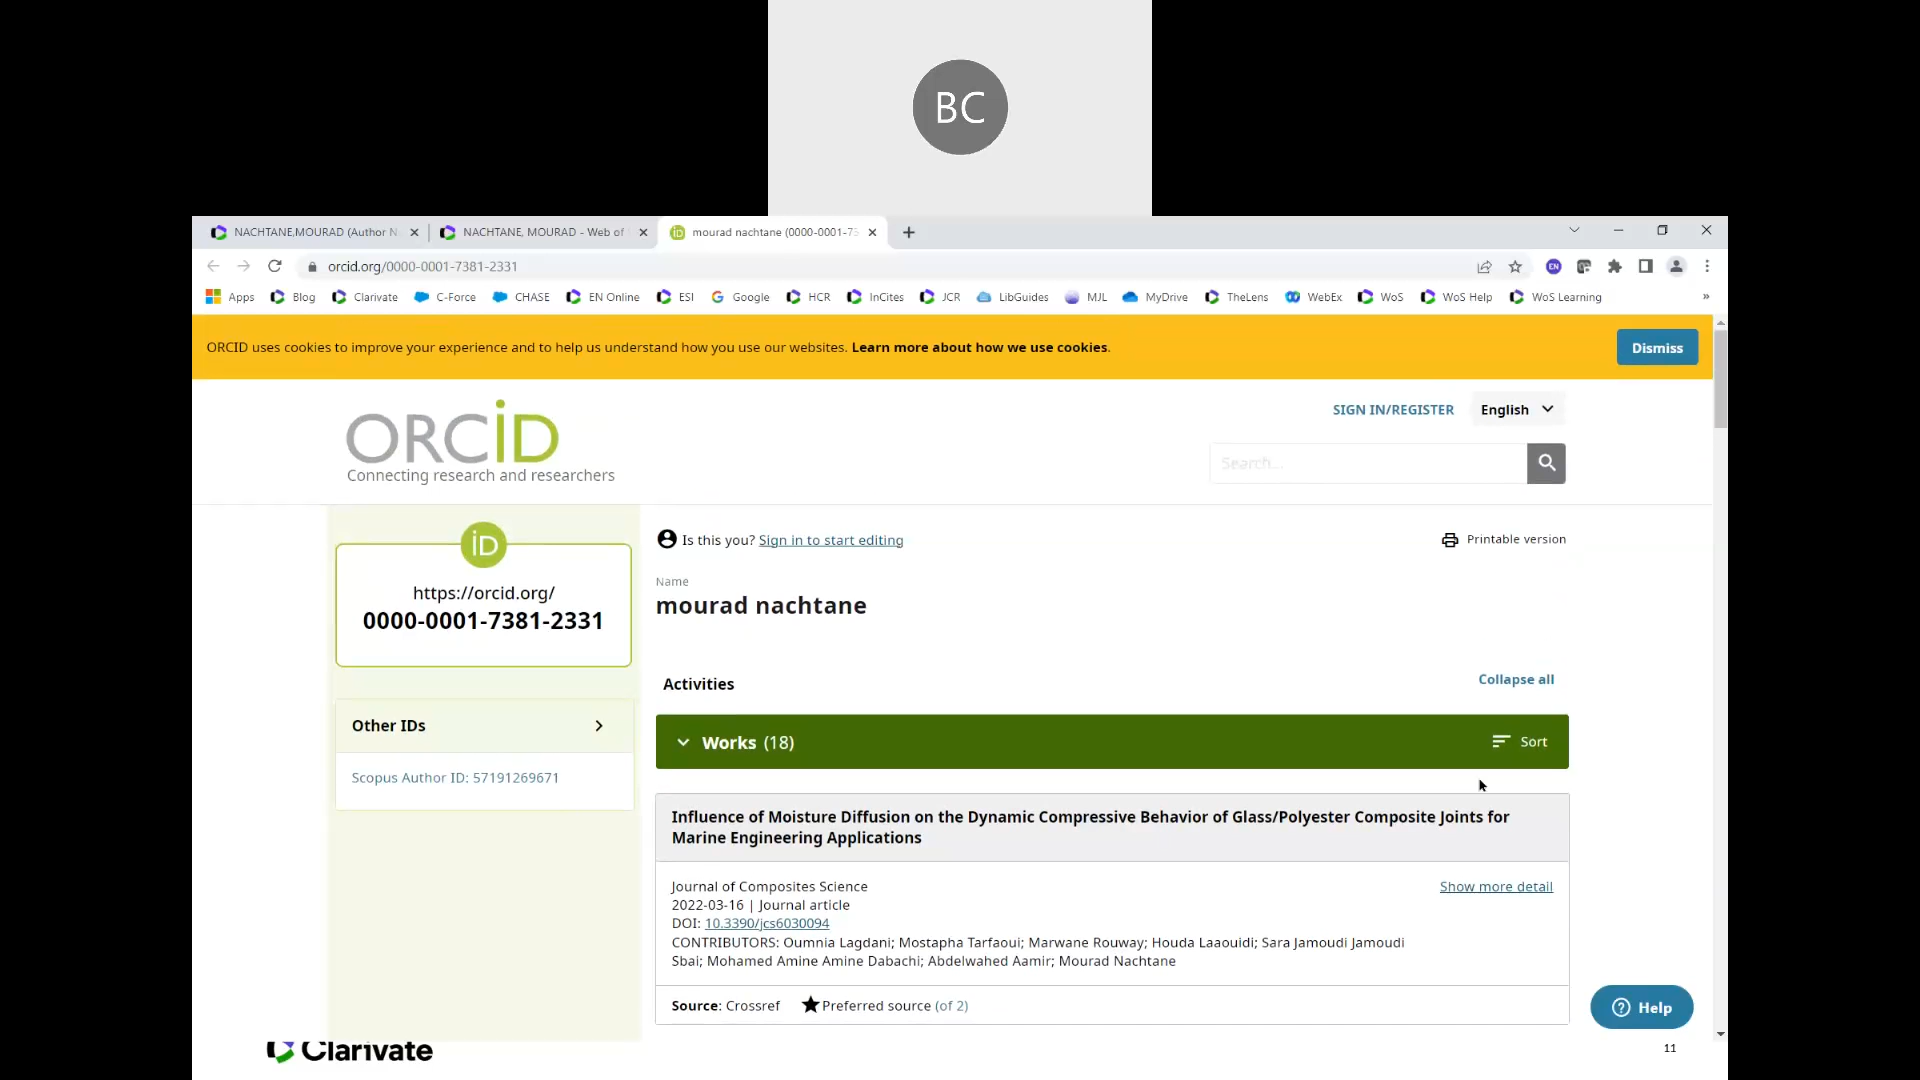 BC
NACHTANE,MOURAD (Author N
NACHTANE, MOURAD - Web of
mourad nachtane (0000-0001-73
orcid.org/0000-0001-7381-2331
Apps Blog Clarivate C-Force CHASE EN Online ESI Google HCR InCites JCR LibGuides MJL MyDrive TheLens WebEx WoS WoS Help WoS Learning »
ORCID uses cookies to improve your experience and to help us understand how you use our websites. Learn more about how we use cookies.
Dismiss
ORCID
Connecting research and researchers
SIGN IN/REGISTER English
Search...
iD
https://orcid.org/
0000-0001-7381-2331
Other IDs
Scopus Author ID: 57191269671
Is this you? Sign in to start editing
Printable version
Name
mourad nachtane
Activities
Collapse all
Works (18)
Sort
Influence of Moisture Diffusion on the Dynamic Compressive Behavior of Glass/Polyester Composite Joints for
Marine Engineering Applications
Journal of Composites Science
Show more detail
2022-03-16 | Journal article
DOI: 10.3390/jcs6030094
CONTRIBUTORS: Oumnia Lagdani; Mostapha Tarfaoui; Marwane Rouway; Houda Laaouidi; Sara Jamoudi Jamoudi
Sbai; Mohamed Amine Amine Dabachi; Abdelwahed Aamir; Mourad Nachtane
Source: Crossref ★Preferred source (of 2)
Help
Clarivate
11